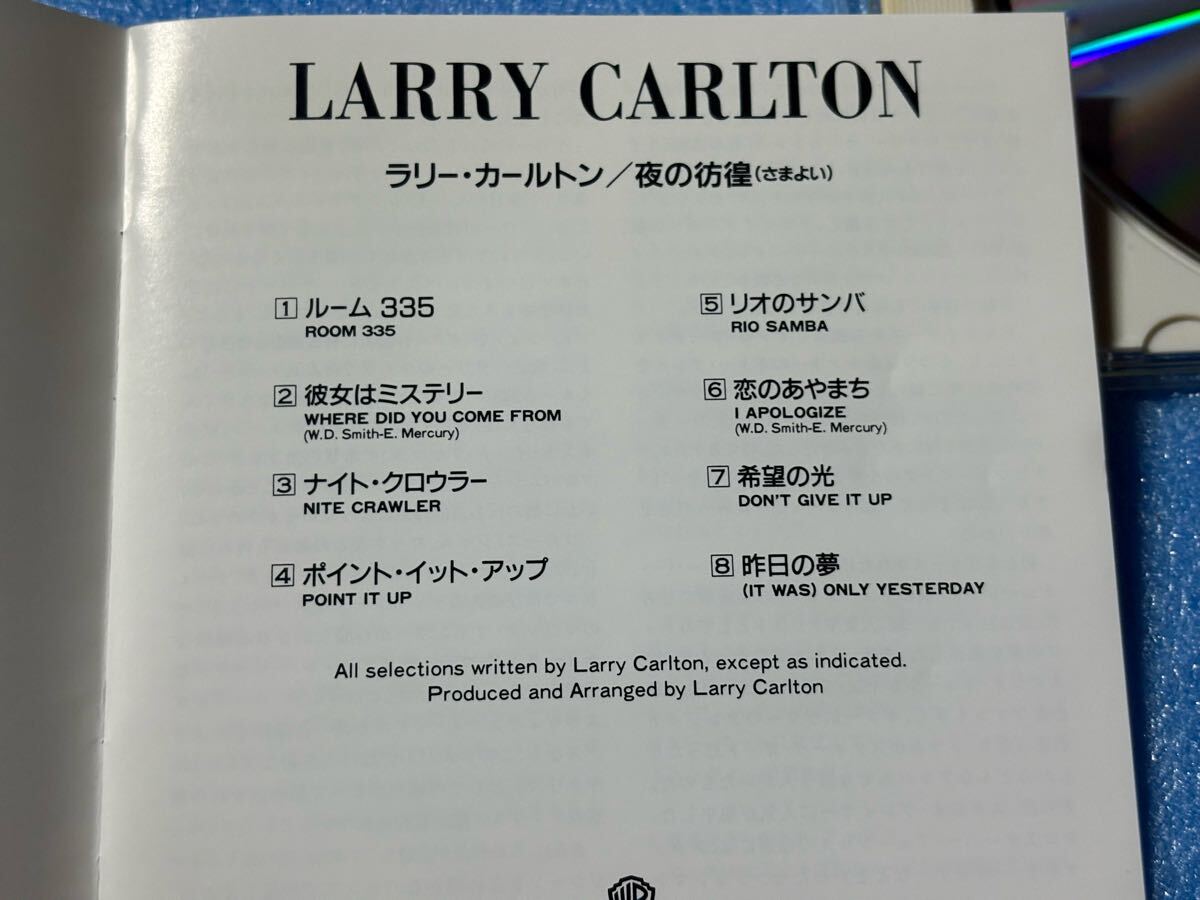 LARRY CARLTON
ラリー・カールトン／夜の彷徨(さまよい)
1 ルーム 335
ROOM 335
2 彼女はミステリー
WHERE DID YOU COME FROM
(W.D. Smith-E. Mercury)
3 ナイト・クロウラー
NITE CRAWLER
4 ポイント・イット・アップ
POINT IT UP
5 リオのサンバ
RIO SAMBA
6 恋のあやまち
I APOLOGIZE
(W.D. Smith-E. Mercury)
7 希望の光
DON'T GIVE IT UP
8 昨日の夢
(IT WAS) ONLY YESTERDAY
All selections written by Larry Carlton, except as indicated.
Produced and Arranged by Larry Carlton